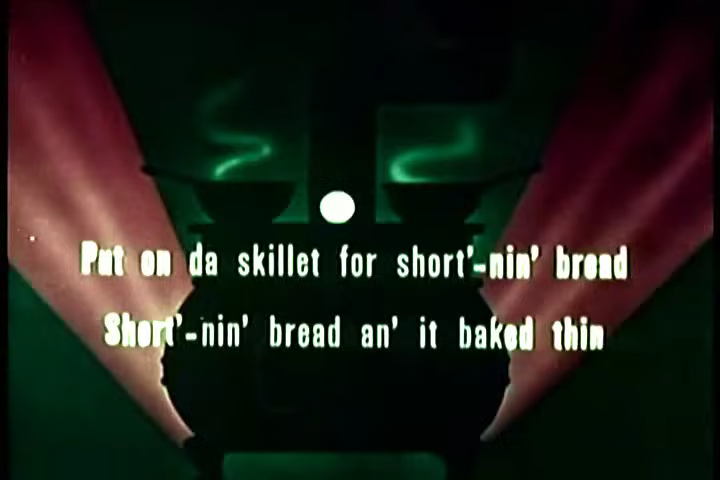 Put on da skillet for short'-nin' bread
Short'-nin' bread an' it baked thin